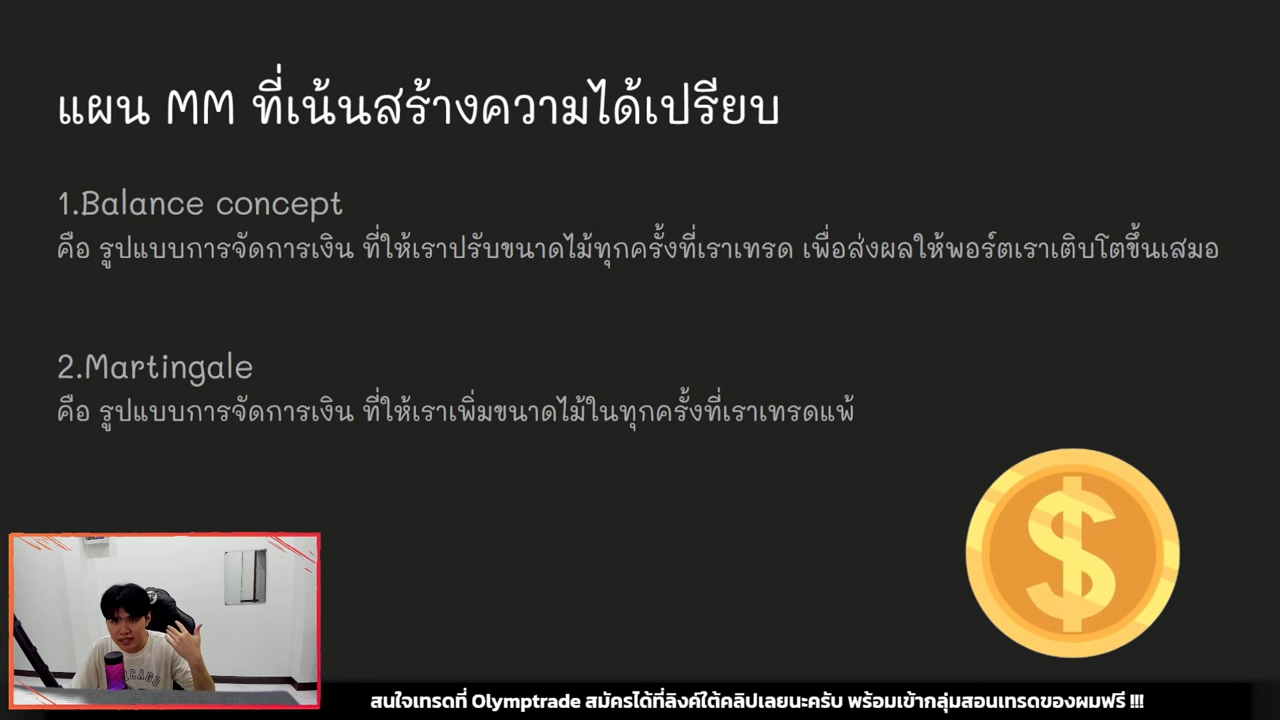 แผน MM ที่เน้นสร้างความได้เปรียบ
1.Balance concept
คือ รูปแบบการจัดการเงิน ที่ให้เราปรับขนาดไม้ทุกครั้งที่เราเทรด เพื่อส่งผลให้พอร์ตเราเติบโตขึ้นเสมอ
2.Martingale
คือ รูปแบบการจัดการเงิน ที่ให้เราเพิ่มขนาดไม้ในทุกครั้งที่เราเทรดแพ้
$
CHICAGO
สนใจเทรดที่ Olymptrade สมัครได้ที่ลิงค์ใต้คลิปเลยนะครับ พร้อมเข้ากลุ่มสอนเทรดของผมฟรี !!!